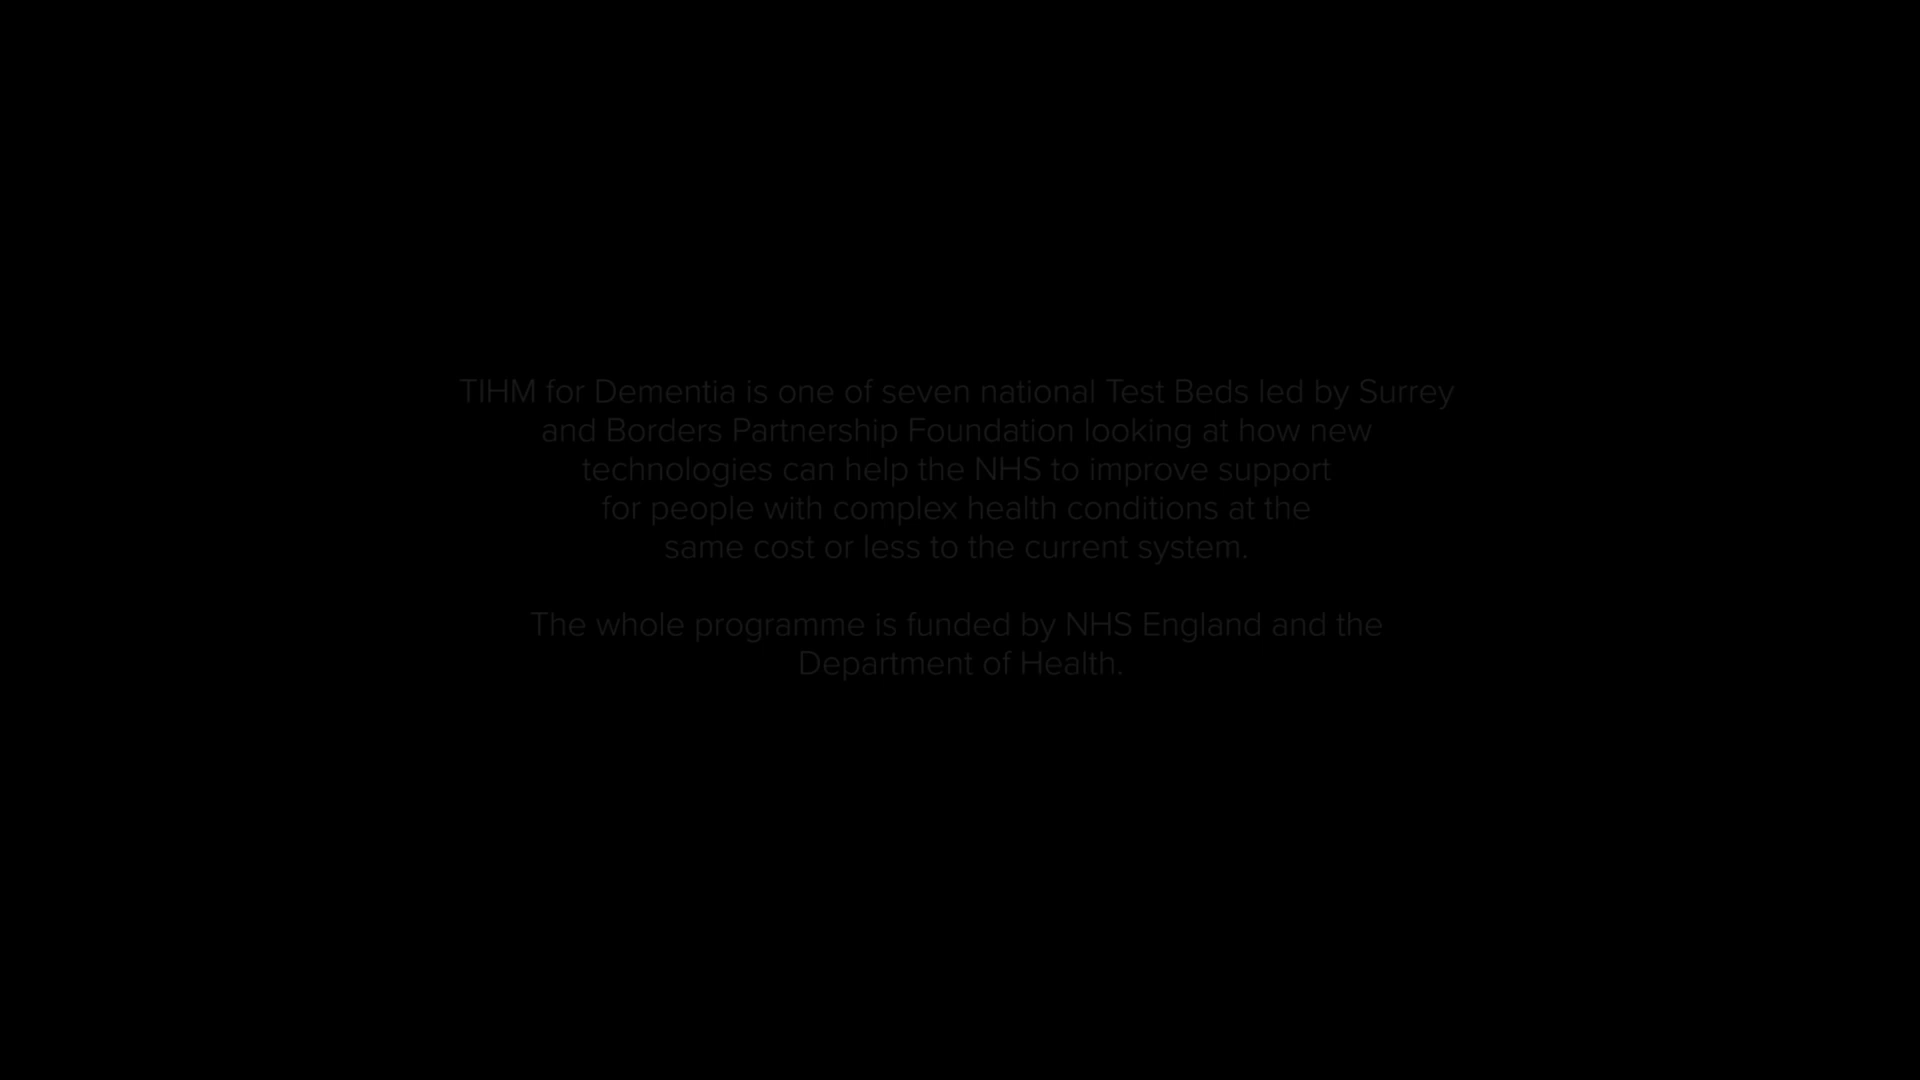 TIHM for Dementia is one of seven national Test Beds led by Surrey
and Borders Partnership Foundation looking at how new
technologies can help the NHS to improve support
for people with complex health conditions at the
same cost or less to the current system.
The whole programme is funded by NHS England and the
Department of Health.